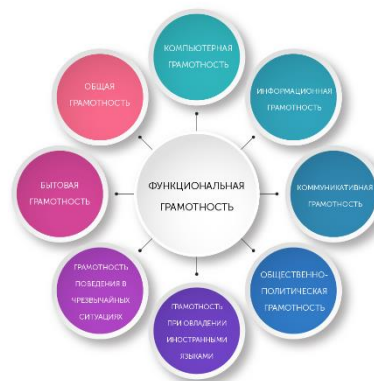 КОМПЬЮТЕРНАЯ
ГРАМОТНОСТЬ
ИНФОРМАЦИОННАЯ
ГРАМОТНОСТЬ
КОММУНИКАТИВНАЯ
ГРАМОТНОСТЬ
ОБЩЕСТВЕННО-
ПОЛИТИЧЕСКАЯ
ГРАМОТНОСТЬ
ГРАМОТНОСТЬ
ПРИ ОВЛАДЕНИИ
ИНОСТРАННЫМИ
ЯЗЫКАМИ
ГРАМОТНОСТЬ
ПОВЕДЕНИЯ В
ЧРЕЗВЫЧАЙНЫХ
СИТУАЦИЯХ
БЫТОВАЯ
ГРАМОТНОСТЬ
ОБЩАЯ
ГРАМОТНОСТЬ
ФУНКЦИОНАЛЬНАЯ
ГРАМОТНОСТЬ